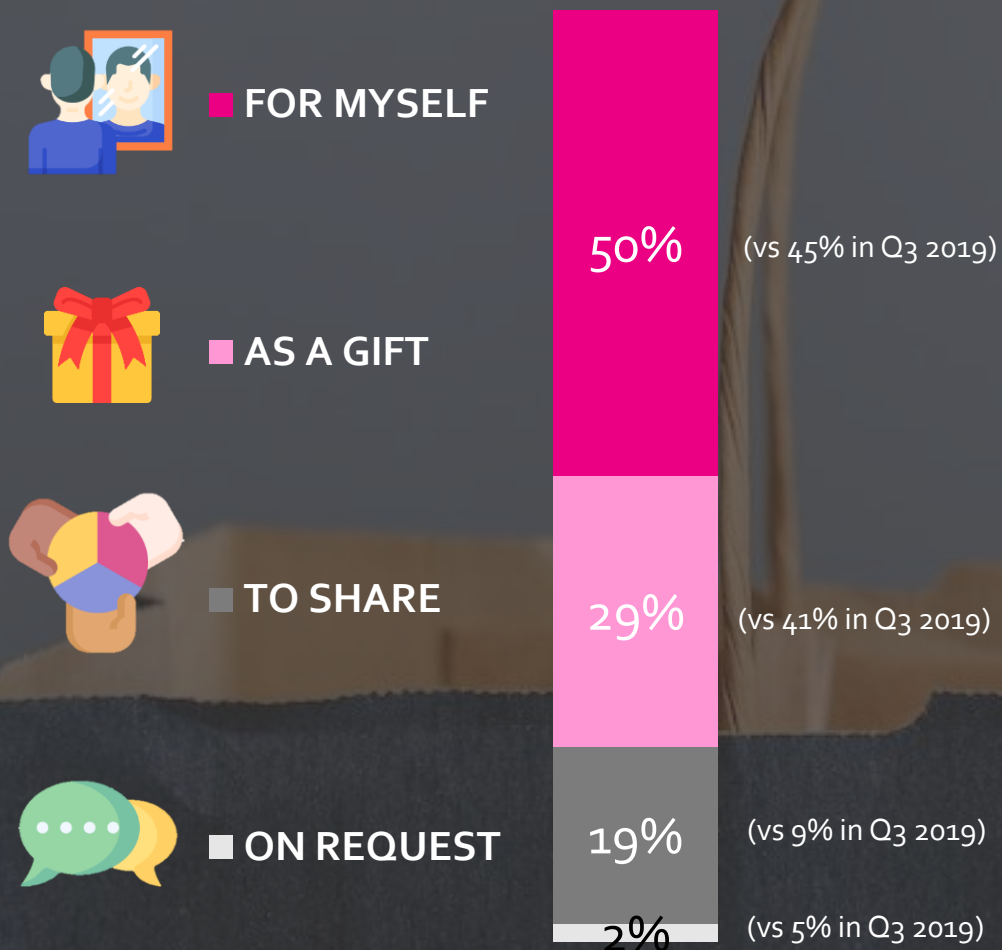 FOR MYSELF
50%
(vs 45% in Q3 2019)
AS A GIFT
29%
(vs 41% in Q3 2019)
TO SHARE
19%
(vs 9% in Q3 2019)
ON REQUEST
2%
(vs 5% in Q3 2019)